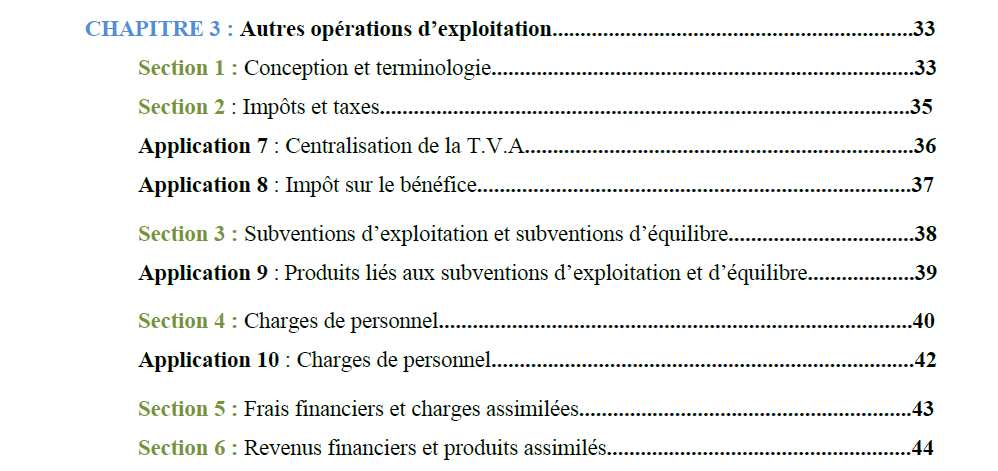 CHAPITRE 3 : Autres opérations d’exploitation..........................................................................33
Section 1 : Conception et terminologie....................................................................................33
Section 2 : Impôts et taxes.......................................................................................................35
Application 7 : Centralisation de la T.V.A.............................................................................36
Application 8 : Impôt sur le bénéfice......................................................................................37
Section 3 : Subventions d’exploitation et subventions d’équilibre........................................38
Application 9 : Produits liés aux subventions d’exploitation et d’équilibre.........................39
Section 4 : Charges de personnel.............................................................................................40
Application 10 : Charges de personnel...................................................................................42
Section 5 : Frais financiers et charges assimilées...................................................................43
Section 6 : Revenus financiers et produits assimilés..............................................................44